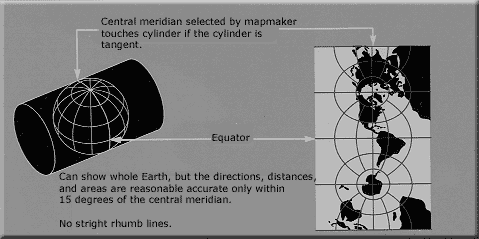 Central meridian selected by mapmaker
touches cylinder if the cylinder is
tangent.
Equator
Can show whole Earth, but the directions, distances,
and areas are reasonable accurate only within
15 degrees of the central meridian.
No stright rhumb lines.